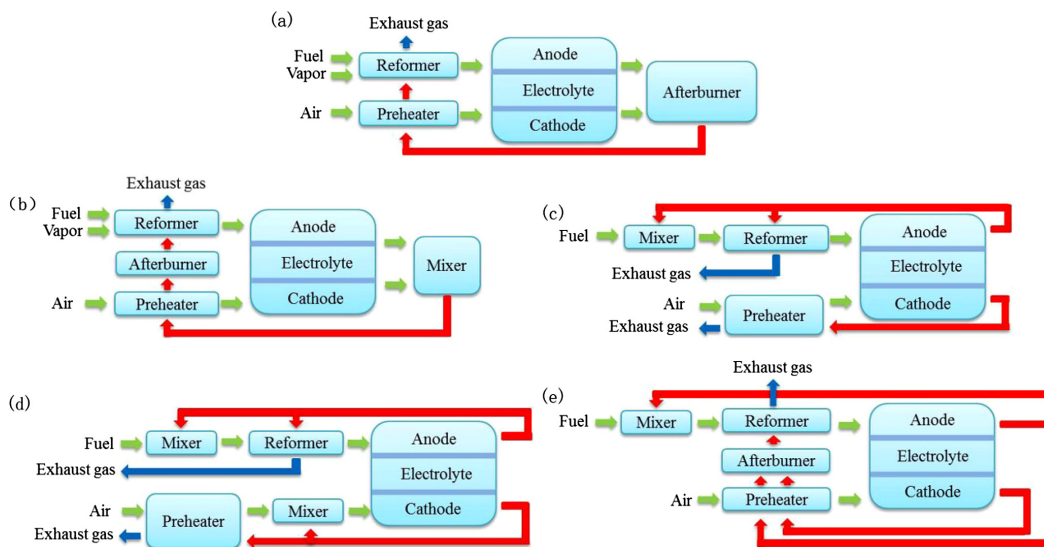 (a)
Exhaust gas
Fuel
Vapor
Reformer
Air
Preheater
Anode
Electrolyte
Cathode
Afterburner
(b)
Exhaust gas
Fuel
Vapor
Reformer
Afterburner
Air
Preheater
Anode
Electrolyte
Cathode
Mixer
(c)
Fuel
Mixer
Reformer
Exhaust gas
Air
Exhaust gas
Preheater
Anode
Electrolyte
Cathode
(d)
Fuel
Mixer
Reformer
Exhaust gas
Air
Exhaust gas
Preheater
Mixer
Anode
Electrolyte
Cathode
(e)
Exhaust gas
Fuel
Mixer
Reformer
Afterburner
Air
Preheater
Anode
Electrolyte
Cathode